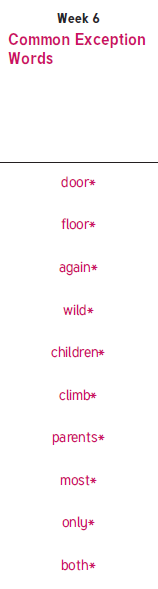 Week 6
Common Exception
Words
door*
floor*
again*
wild*
children*
climb*
parents*
most*
only*
both*